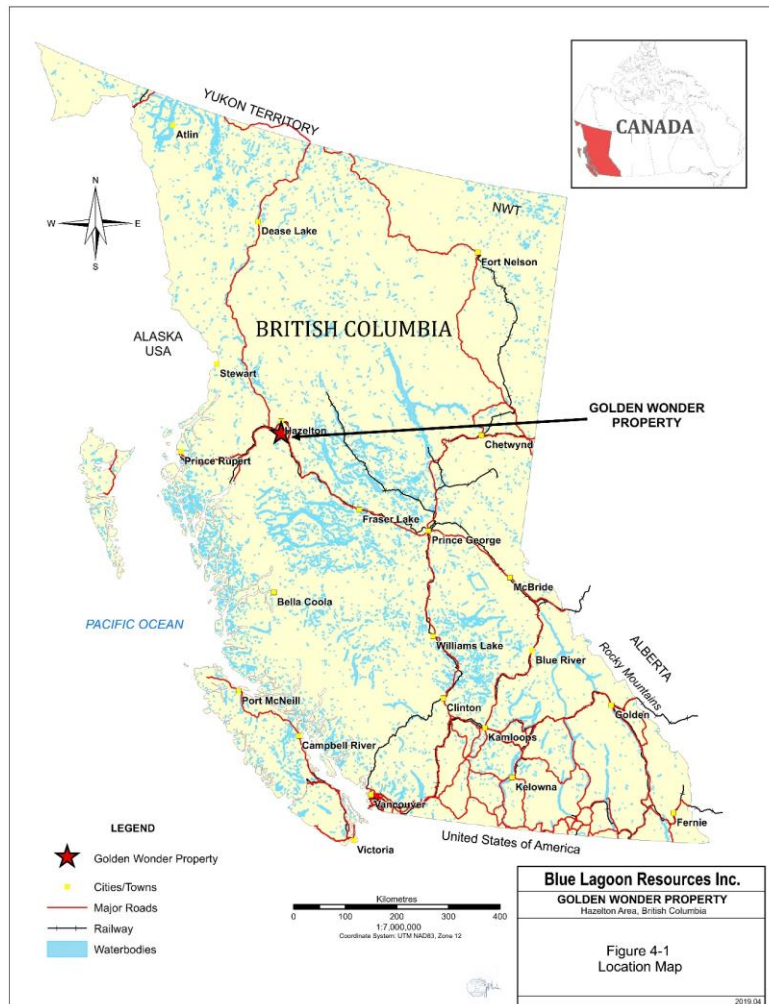 YUKON TERRITORY
Atlin
CANADA
N
W
E
S
NWT
Dease Lake
Fort Nelson
BRITISH COLUMBIA
ALASKA
USA
Stewart
GOLDEN WONDER
PROPERTY
Hazelton
Chetwynd
Prince Rupert
Fraser Lake
Prince George
McBride
Bella Coola
PACIFIC OCEAN
Williams Lake
Blue River
ALBERTA
Rocky Mountains
Port McNeill
Clinton
Golden
Kamloops
Campbell River
Kelowna
Vancouver
Fernie
United States of America
Victoria
LEGEND
Golden Wonder Property
Cities/Towns
Major Roads
Railway
Waterbodies
Kilometres
0 100 200 300 400
1:7,000,000
Coordinate System: UTM NAD83, Zone 12
Blue Lagoon Resources Inc.
GOLDEN WONDER PROPERTY
Hazelton Area, British Columbia
Figure 4-1
Location Map
2019.04